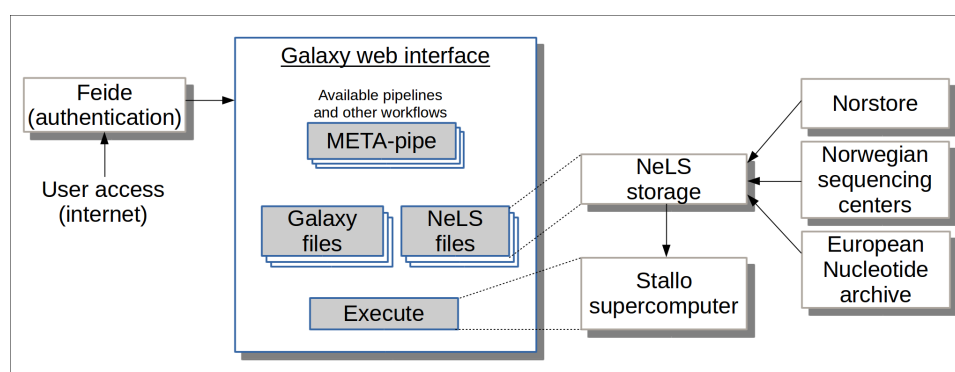 Feide
(authentication)
User access
(internet)
Galaxy web interface
Available pipelines
and other workflows
META-pipe
Galaxy
files
NeLS
files
Execute
NeLS
storage
Stallo
supercomputer
Norstore
Norwegian
sequencing
centers
European
Nucleotide
archive